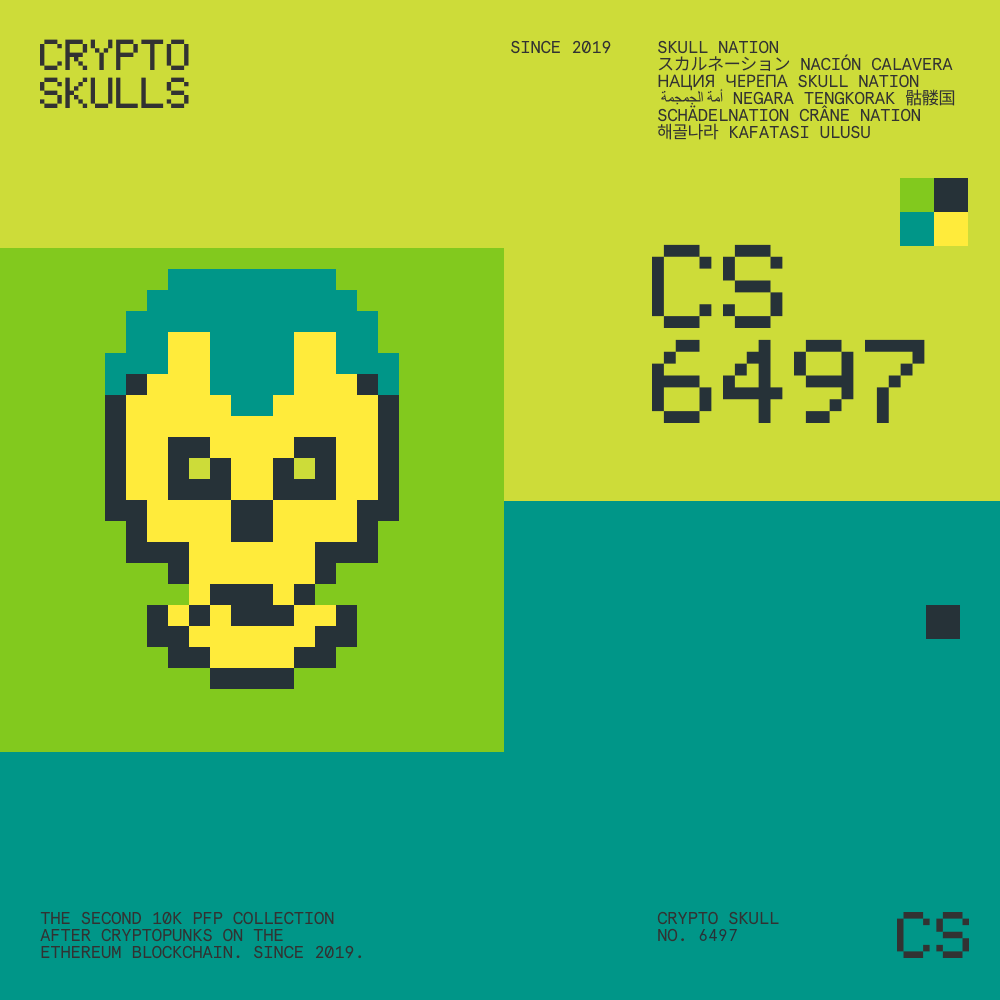 CRYPTO
SKULLS
SINCE 2019
SKULL NATION
スカルネーション NACIÓN CALAVERA
НАЦИЯ ЧЕРЕПА SKULL NATION
أمة الجمجمة NEGARA TENGKORAK 骷髅国
SCHÄDELNATION CRÂNE NATION
해골나라 KAFATASI ULUSU
CS
6497
THE SECOND 10K PFP COLLECTION
AFTER CRYPTOPUNKS ON THE
ETHEREUM BLOCKCHAIN. SINCE 2019.
CRYPTO SKULL
NO. 6497
CS